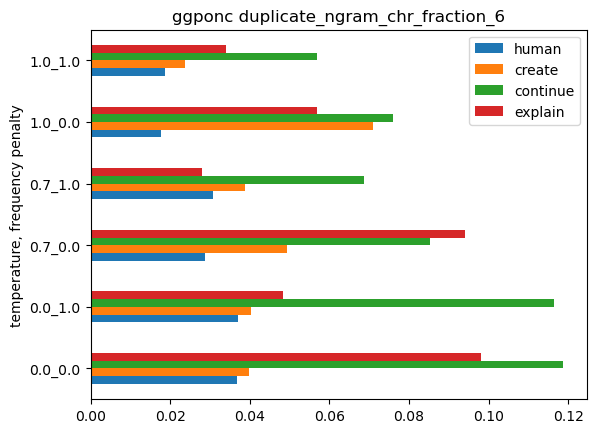 ggponc duplicate_ngram_chr_fraction_6
human
create
continue
explain
temperature, frequency penalty
1.0_1.0
1.0_0.0
0.7_1.0
0.7_0.0
0.0_1.0
0.0_0.0
0.00 0.02 0.04 0.06 0.08 0.10 0.12